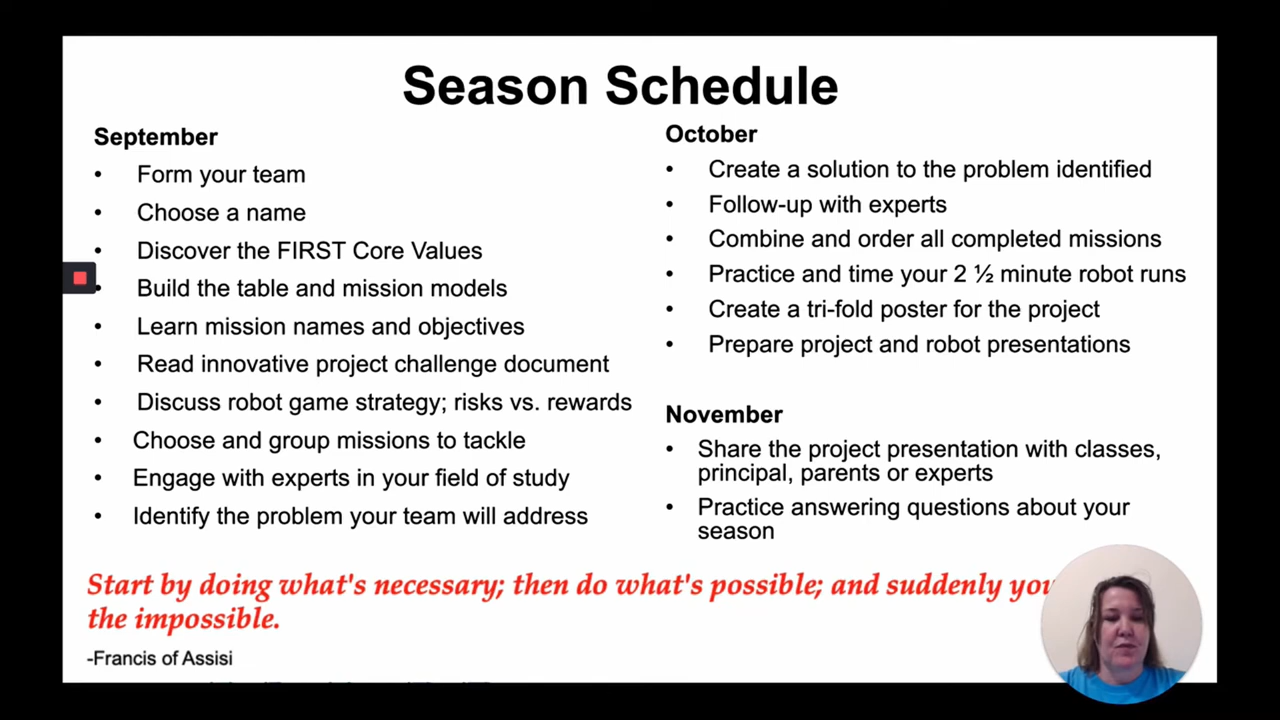 Season Schedule
September
• Form your team
• Choose a name
• Discover the FIRST Core Values
• Build the table and mission models
• Learn mission names and objectives
• Read innovative project challenge document
• Discuss robot game strategy; risks vs. rewards
• Choose and group missions to tackle
• Engage with experts in your field of study
• Identify the problem your team will address
October
• Create a solution to the problem identified
• Follow-up with experts
• Combine and order all completed missions
• Practice and time your 2 ½ minute robot runs
• Create a tri-fold poster for the project
• Prepare project and robot presentations
November
• Share the project presentation with classes,
principal, parents or experts
• Practice answering questions about your
season
Start by doing what's necessary; then do what's possible; and suddenly
the impossible.
-Francis of Assisi